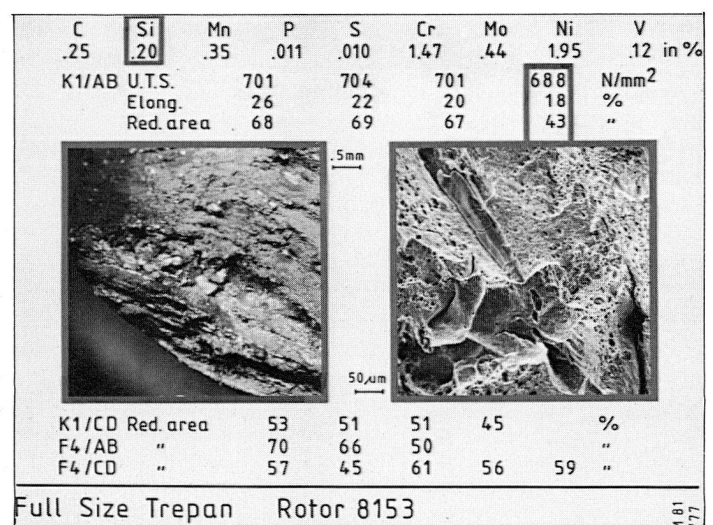 C Si Mn P S Cr Mo Ni V
.25 .20 .35 .011 .010 1.47 .44 1.95 .12 in %
K1/AB U.T.S. 701 704 701 688 N/mm2
Elong. 26 22 20 18 %
Red. area 68 69 67 43 "
.5mm
50µm
K1/CD Red. area 53 51 51 45 %
F4/AB " 70 66 50 "
F4/CD " 57 45 61 56 59 "
Full Size Trepan Rotor 8153